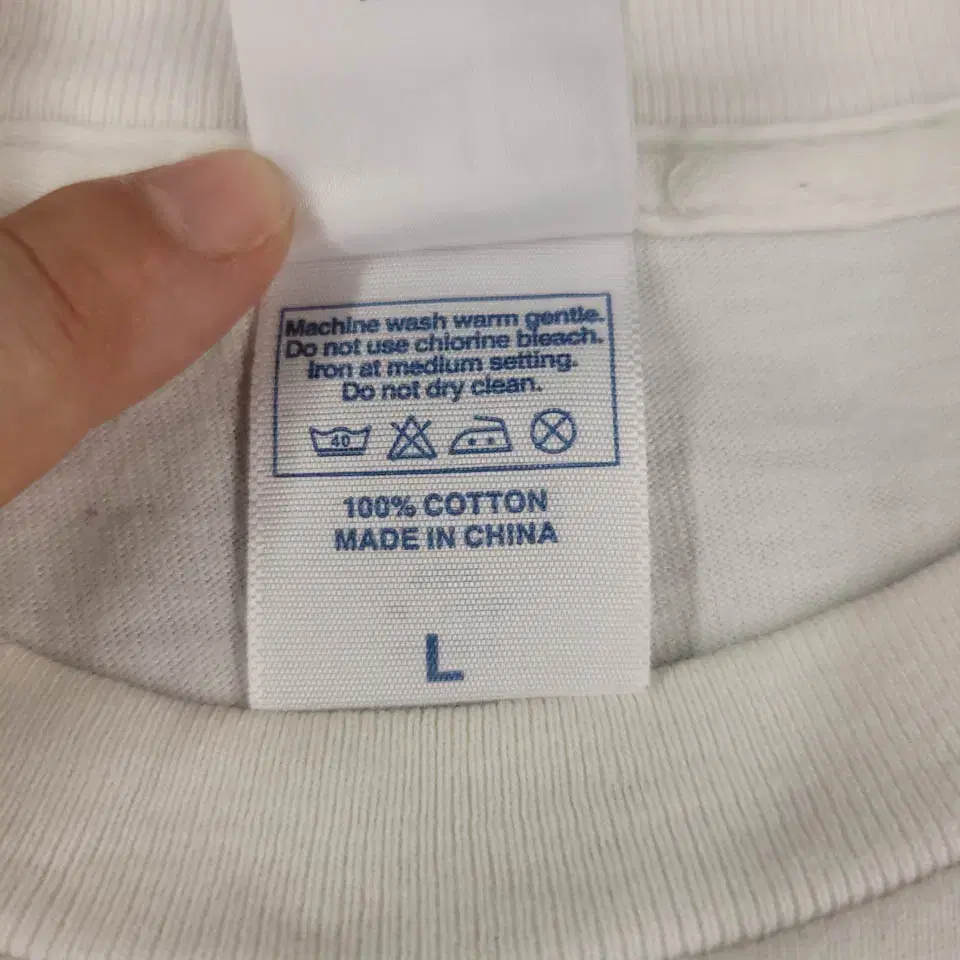 Machine wash warm gentle.
Do not use chlorine bleach.
Iron at medium setting.
Do not dry clean.
40
100% COTTON
MADE IN CHINA
L